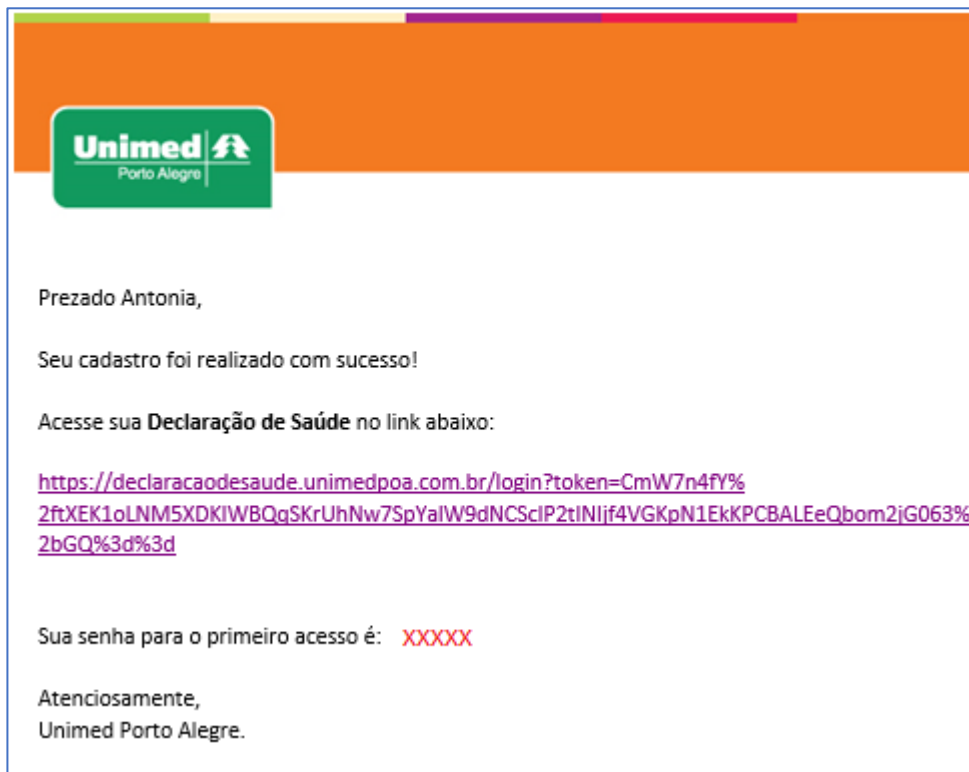 Unimed
Porto Alegre
Prezado Antonia,
Seu cadastro foi realizado com sucesso!
Acesse sua Declaração de Saúde no link abaixo:
https://declaracaodesaude.unimedpoa.com.br/login?token=CmW7n4fY%
2ftXEK1oLNM5XDKIWBQgSKrUhNw7SpYaIW9dNCScIP2tINIjf4VGKpN1EkKPCBALEeQbom2jG063%
2bGQ%3d%3d
Sua senha para o primeiro acesso é: XXXXX
Atenciosamente,
Unimed Porto Alegre.